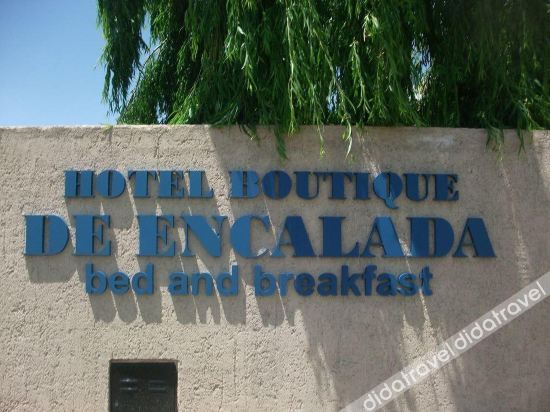 HOTEL BOUTIQUE
DE ENCALADA
bed and breakfast
didatravel didatravel